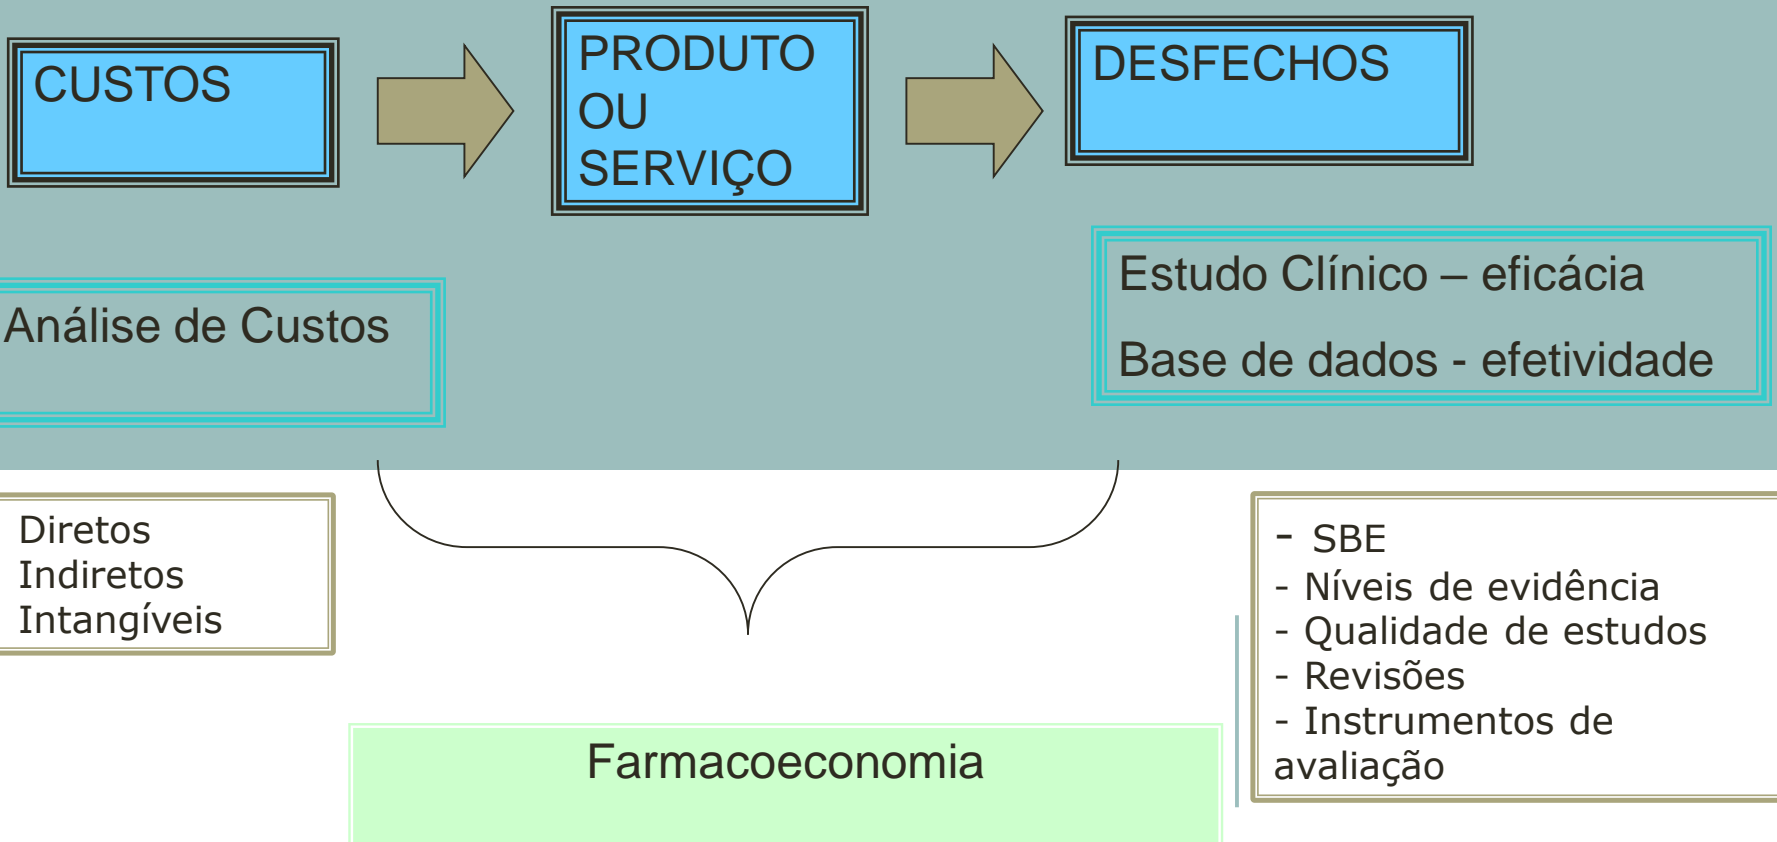 CUSTOS
PRODUTO
OU
SERVIÇO
DESFECHOS
Análise de Custos
Estudo Clínico – eficácia
Base de dados - efetividade
Diretos
Indiretos
Intangíveis
- SBE
- Níveis de evidência
- Qualidade de estudos
- Revisões
- Instrumentos de
avaliação
Farmacoeconomia